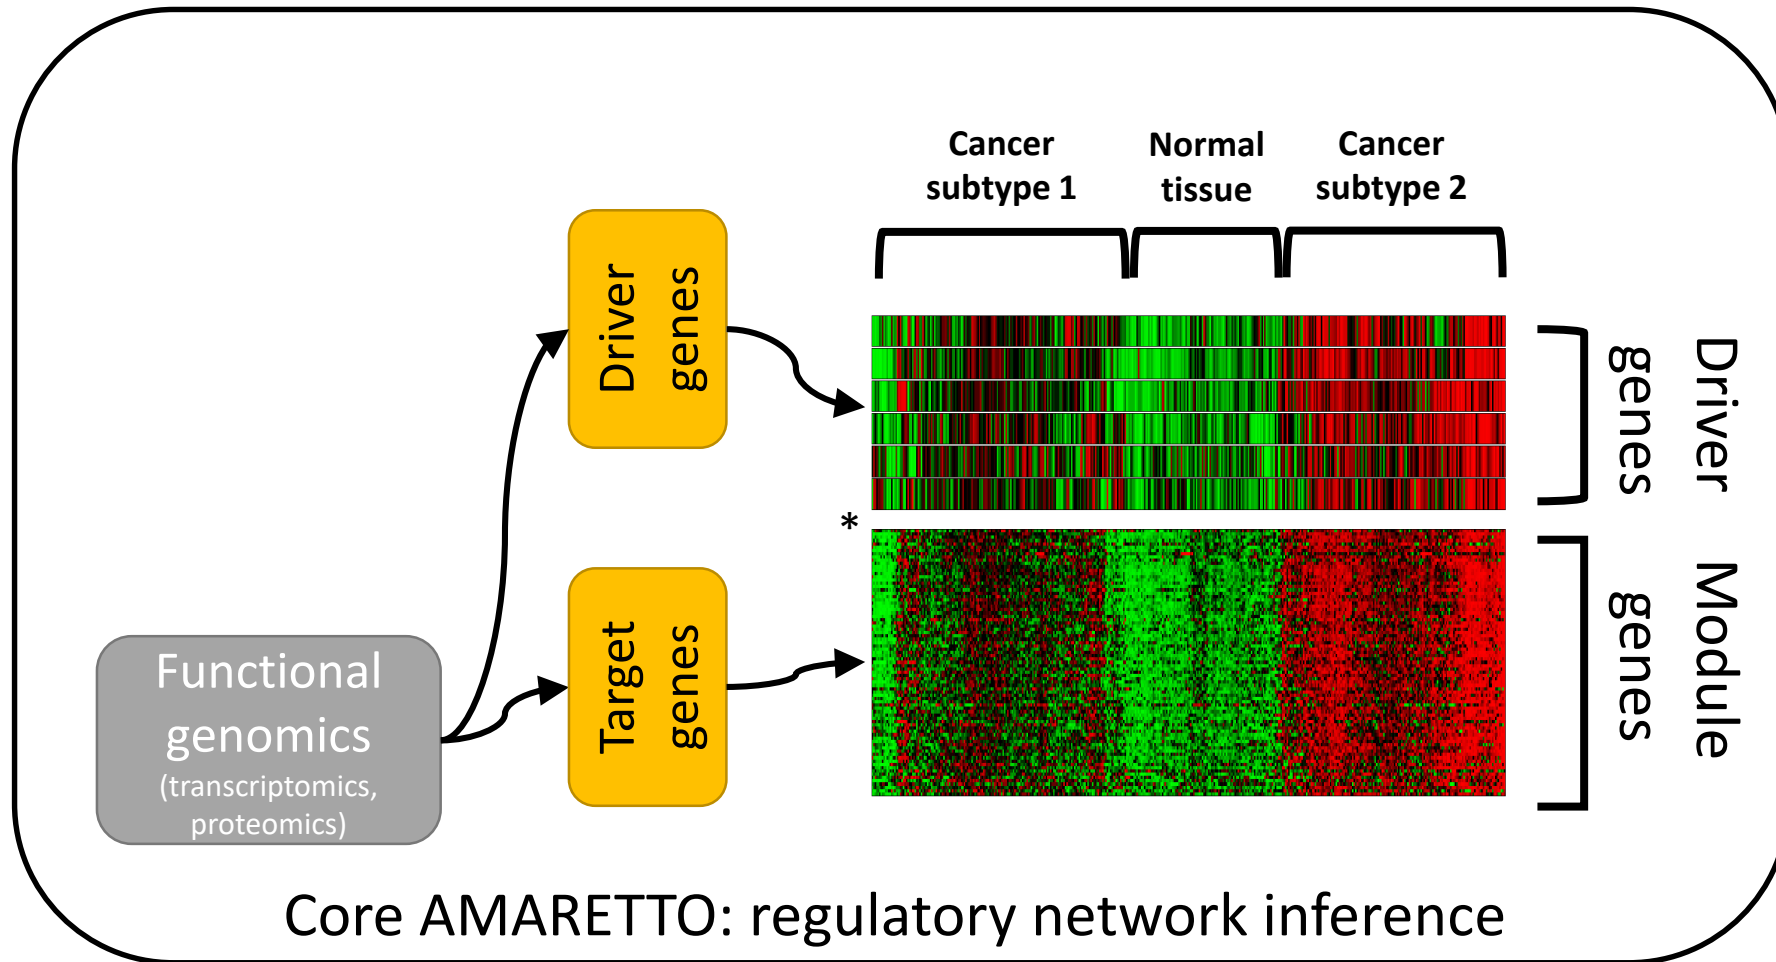 Cancer
subtype 1
Normal
tissue
Cancer
subtype 2
Driver
genes
Driver
genes
*
Target
genes
Module
genes
Functional
genomics
(transcriptomics,
proteomics)
Core AMARETTO: regulatory network inference